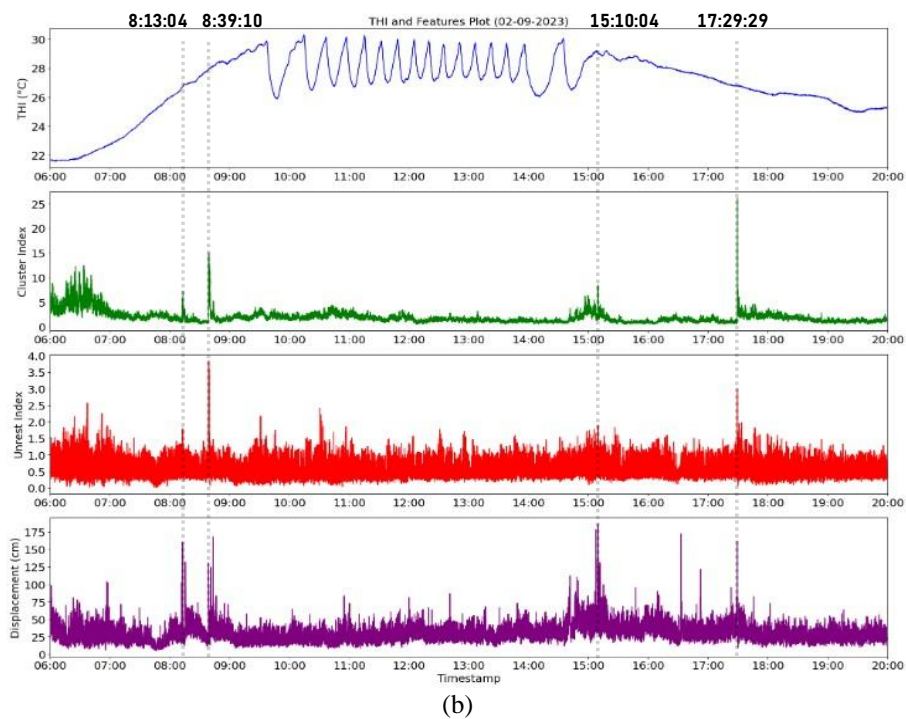 8:13:04 8:39:10 15:10:04 17:29:29
THI and Features Plot (02-09-2023)
THI (°C)
30
28
26
24
22
06:00 07:00 08:00 09:00 10:00 11:00 12:00 13:00 14:00 15:00 16:00 17:00 18:00 19:00 20:00
Cluster Index
25
20
15
10
5
0
06:00 07:00 08:00 09:00 10:00 11:00 12:00 13:00 14:00 15:00 16:00 17:00 18:00 19:00 20:00
Unrest Index
4.0
3.5
3.0
2.5
2.0
1.5
1.0
0.5
0.0
06:00 07:00 08:00 09:00 10:00 11:00 12:00 13:00 14:00 15:00 16:00 17:00 18:00 19:00 20:00
Displacement (cm)
175
150
125
100
75
50
25
0
06:00 07:00 08:00 09:00 10:00 11:00 12:00 13:00 14:00 15:00 16:00 17:00 18:00 19:00 20:00
Timestamp
(b)